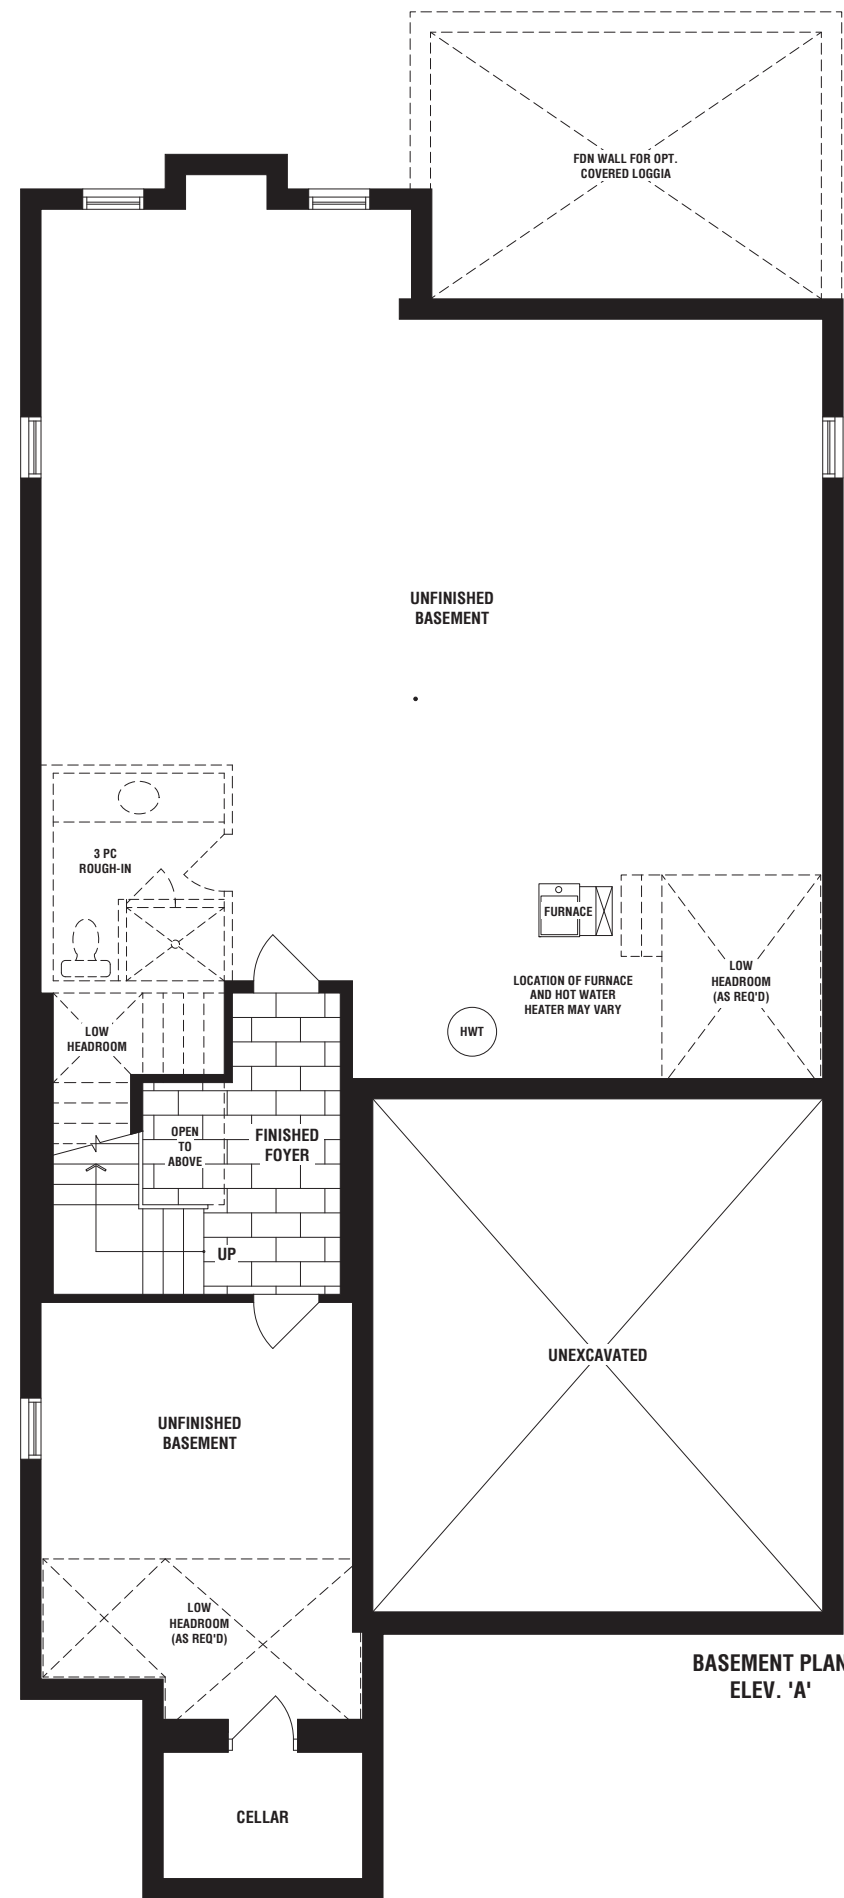 FDN WALL FOR OPT.
COVERED LOGGIA
UNFINISHED
BASEMENT
3 PC
ROUGH-IN
FURNACE
LOW
HEADROOM
(AS REQ'D)
LOCATION OF FURNACE
AND HOT WATER
HEATER MAY VARY
HWT
LOW
HEADROOM
OPEN
TO
ABOVE
FINISHED
FOYER
UP
UNEXCAVATED
UNFINISHED
BASEMENT
LOW
HEADROOM
(AS REQ'D)
BASEMENT PLAN
ELEV. 'A'
CELLAR